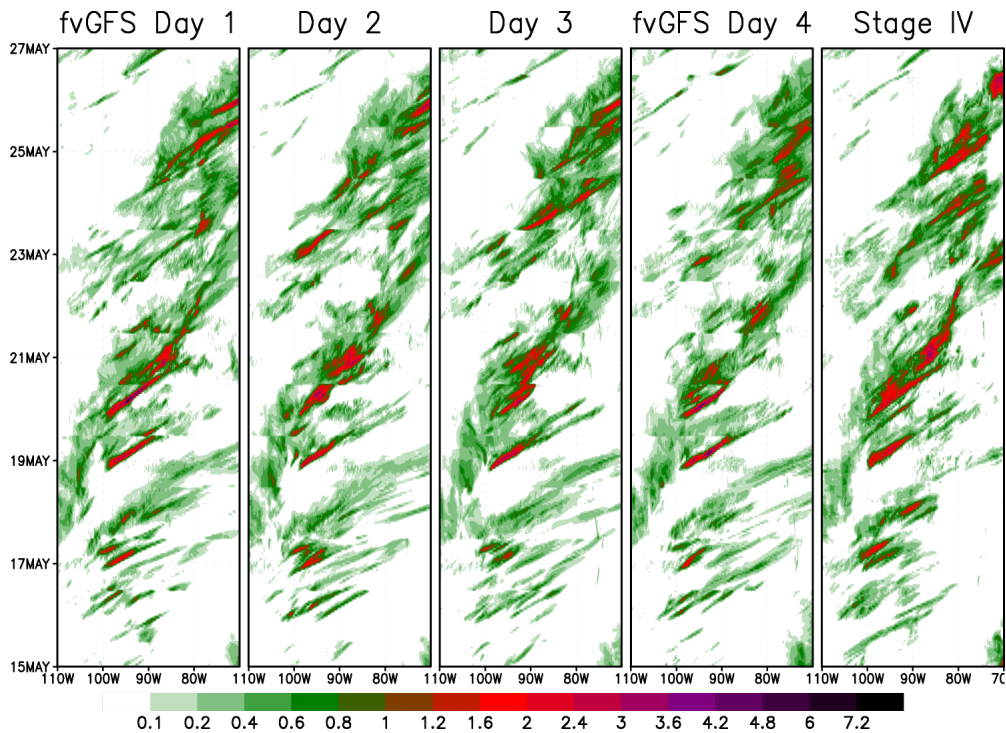 fvGFS Day 1 Day 2 Day 3 fvGFS Day 4 Stage IV
27MAY
25MAY
23MAY
21MAY
19MAY
17MAY
15MAY
110W 100W 90W 80W 110W 100W 90W 80W 110W 100W 90W 80W 110W 100W 90W 80W 110W 100W 90W 80W 70
0.1 0.2 0.4 0.6 0.8 1 1.2 1.6 2 2.4 3 3.6 4.2 4.8 6 7.2